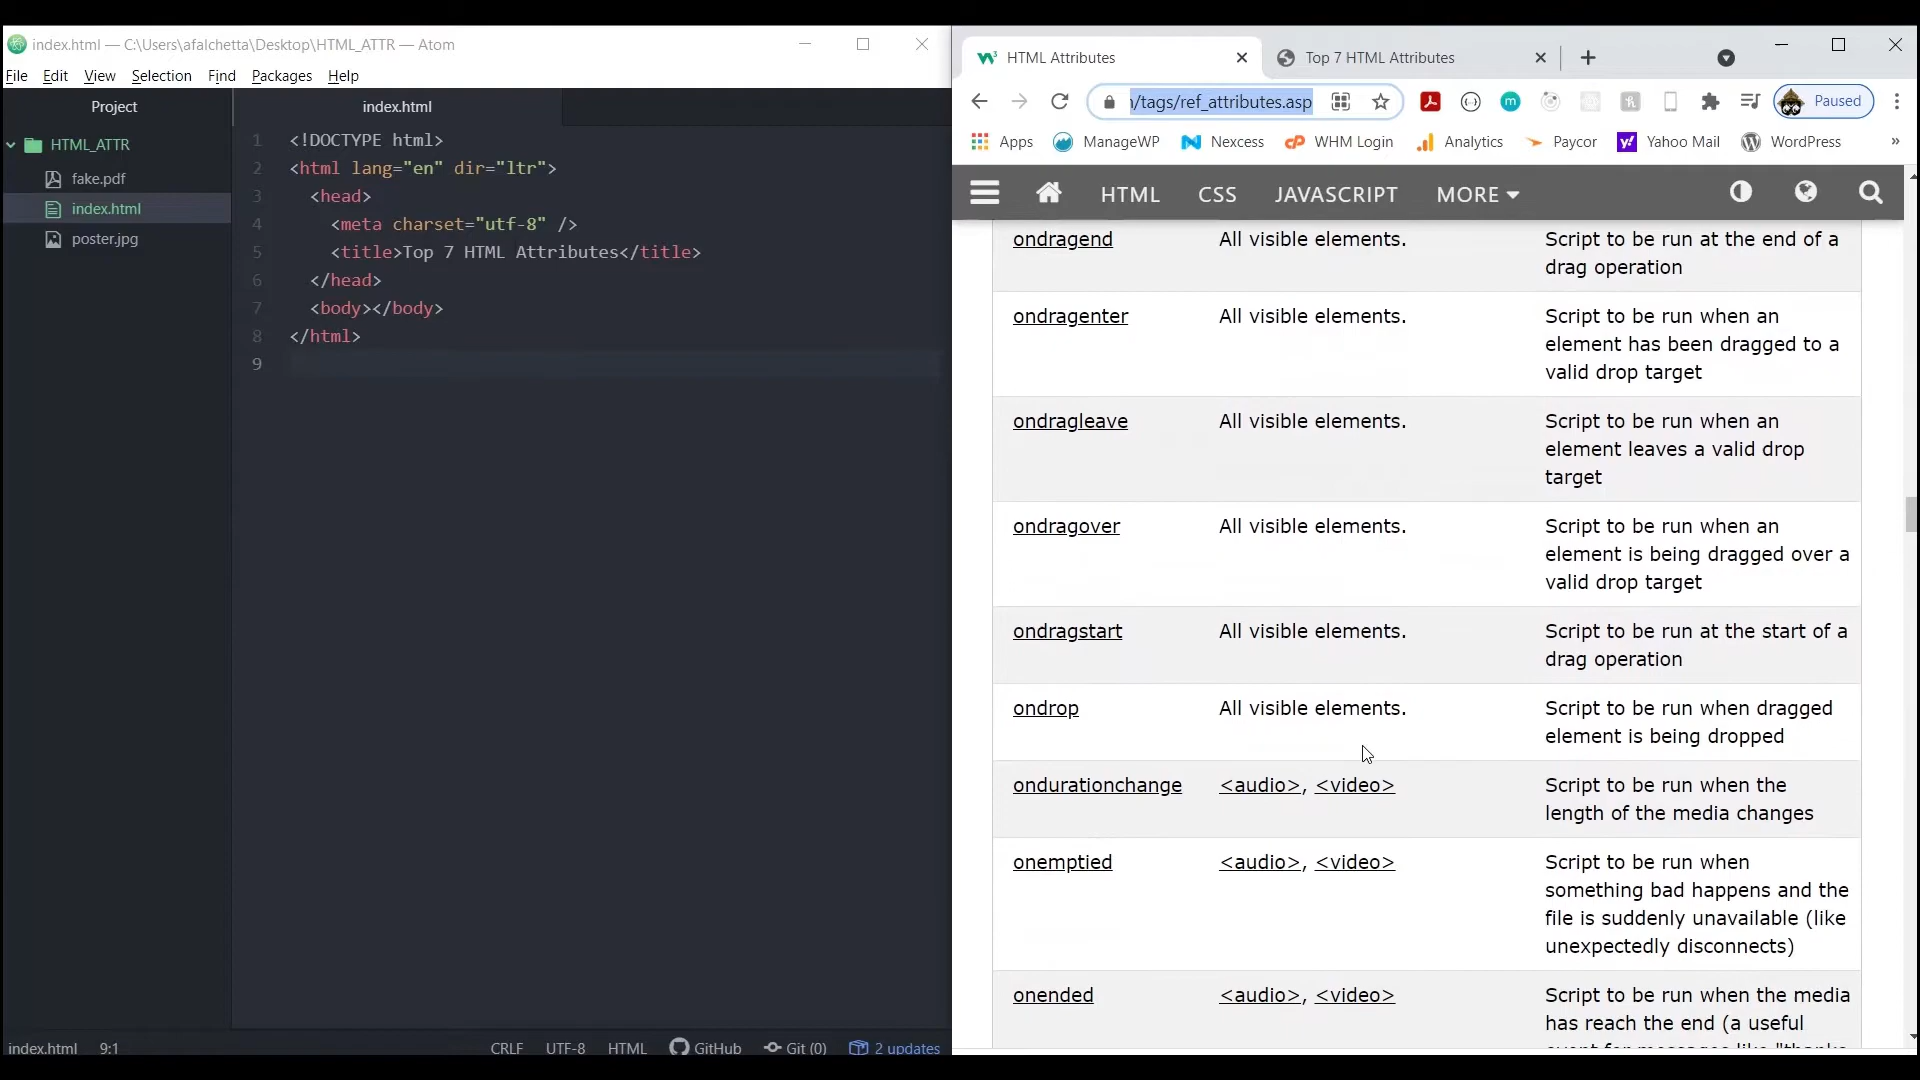 index.html — C:\Users\afalchetta\Desktop\HTML_ATTR — Atom
File Edit View Selection Find Packages Help
Project
HTML_ATTR
fake.pdf
index.html
poster.jpg
index.html
1 <!DOCTYPE html>
2 <html lang="en" dir="ltr">
3 <head>
4 <meta charset="utf-8" />
5 <title>Top 7 HTML Attributes</title>
6 </head>
7 <body></body>
8 </html>
9
index.html 9:1 CRLF UTF-8 HTML GitHub Git (0) 2 updates
HTML Attributes Top 7 HTML Attributes
/tags/ref_attributes.asp Paused
Apps ManageWP Nexcess WHM Login Analytics Paycor Yahoo Mail WordPress »
HTML CSS JAVASCRIPT MORE
ondragend All visible elements. Script to be run at the end of a
drag operation
ondragenter All visible elements. Script to be run when an
element has been dragged to a
valid drop target
ondragleave All visible elements. Script to be run when an
element leaves a valid drop
target
ondragover All visible elements. Script to be run when an
element is being dragged over a
valid drop target
ondragstart All visible elements. Script to be run at the start of a
drag operation
ondrop All visible elements. Script to be run when dragged
element is being dropped
ondurationchange <audio>, <video> Script to be run when the
length of the media changes
onemptied <audio>, <video> Script to be run when
something bad happens and the
file is suddenly unavailable (like
unexpectedly disconnects)
onended <audio>, <video> Script to be run when the media
has reach the end (a useful